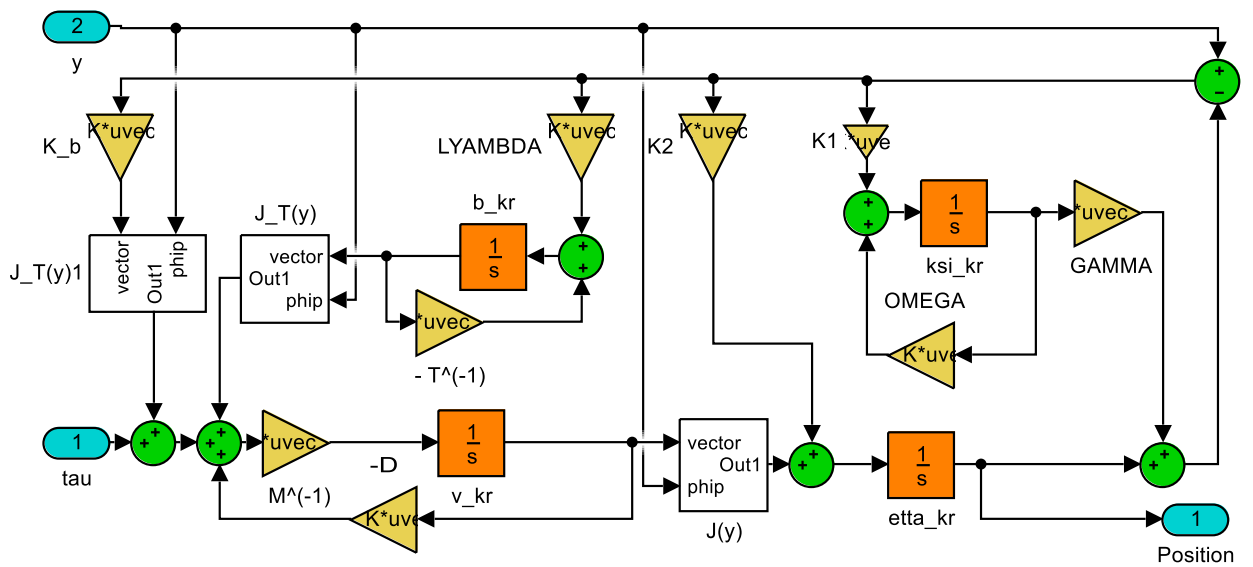 2
y
+
−
K*uvec
K_b
K*uvec
LYAMBDA
K*uvec
K2
*uve
K1
+
+
1
s
ksi_kr
*uvec
GAMMA
J_T(y)
b_kr
vector
Out1
phip
J_T(y)1
vector
Out1
phip
1
s
+
+
*uvec
- T^(-1)
OMEGA
K*uve
1
tau
+
+
+
+
+
*uvec
M^(-1)
-D
1
s
v_kr
K*uve
vector
Out1
phip
J(y)
+
+
1
s
etta_kr
+
+
1
Position